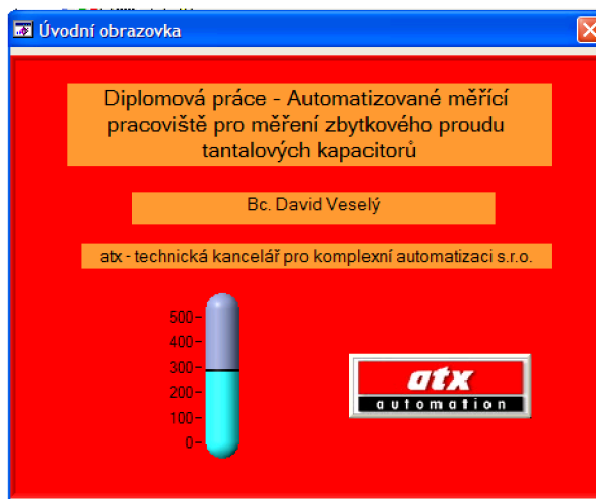 Úvodní obrazovka
Diplomová práce - Automatizované měřící
pracoviště pro měření zbytkového proudu
tantalových kapacitorů
Bc. David Veselý
atx - technická kancelář pro komplexní automatizaci s.r.o.
500
400
300
200
100
0
atx
automation